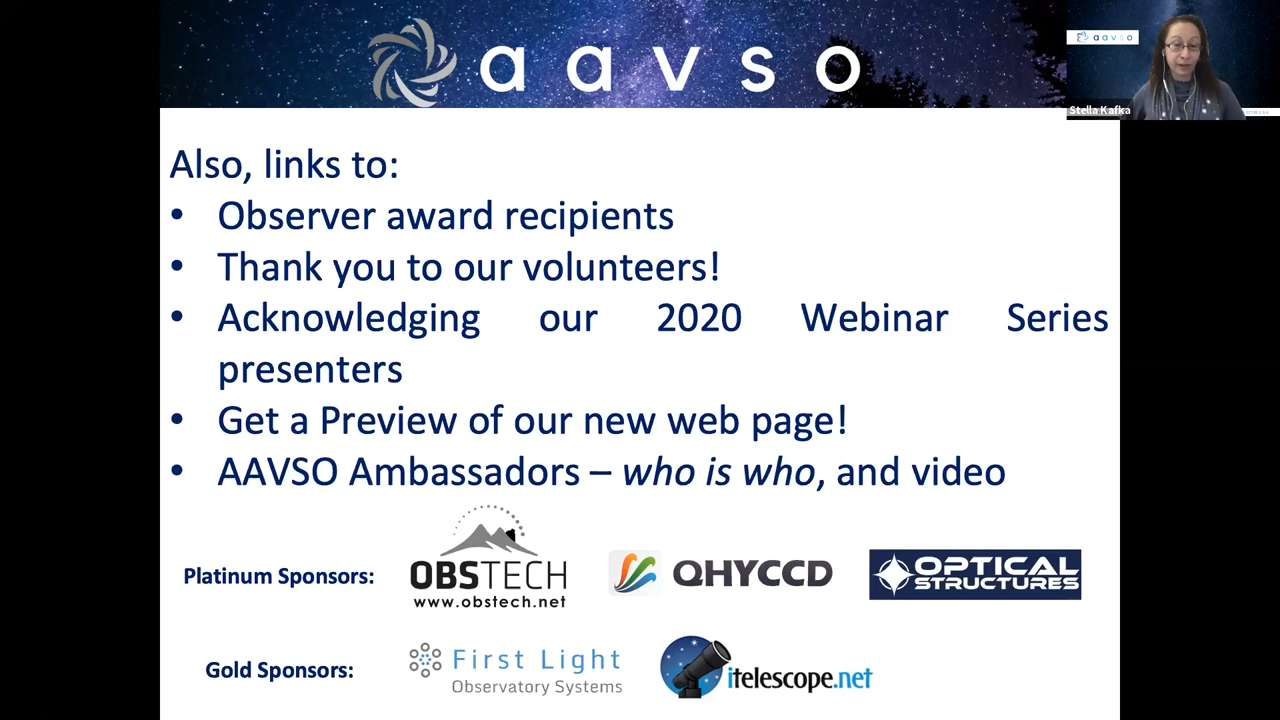 aavso
aavso
Stella Kafka
Also, links to:
• Observer award recipients
• Thank you to our volunteers!
• Acknowledging our 2020 Webinar Series
presenters
• Get a Preview of our new web page!
• AAVSO Ambassadors – who is who, and video
Platinum Sponsors:
OBSTECH
www.obstech.net
QHYCCD
OPTICAL
STRUCTURES
Gold Sponsors:
First Light
Observatory Systems
itelescope.net